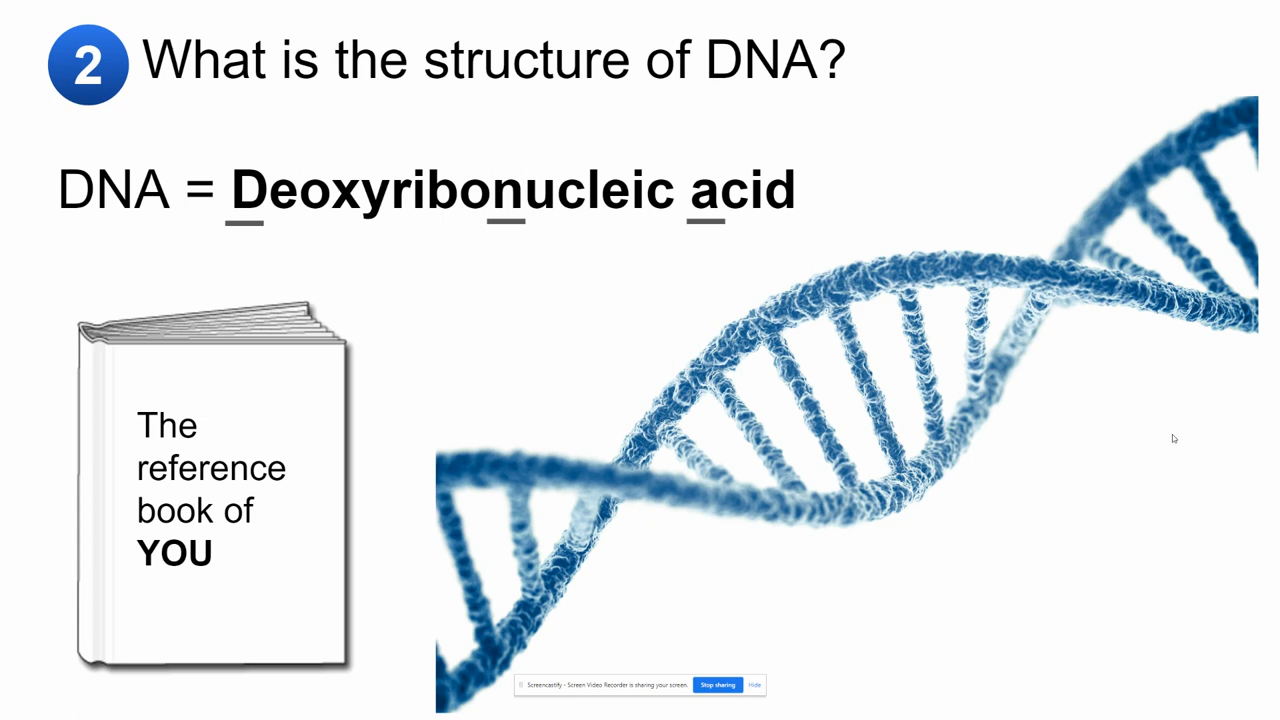 2 What is the structure of DNA?
DNA = Deoxyribonucleic acid
The
reference
book of
YOU
Screencastify - Screen Video Recorder is sharing your screen. Stop sharing Hide